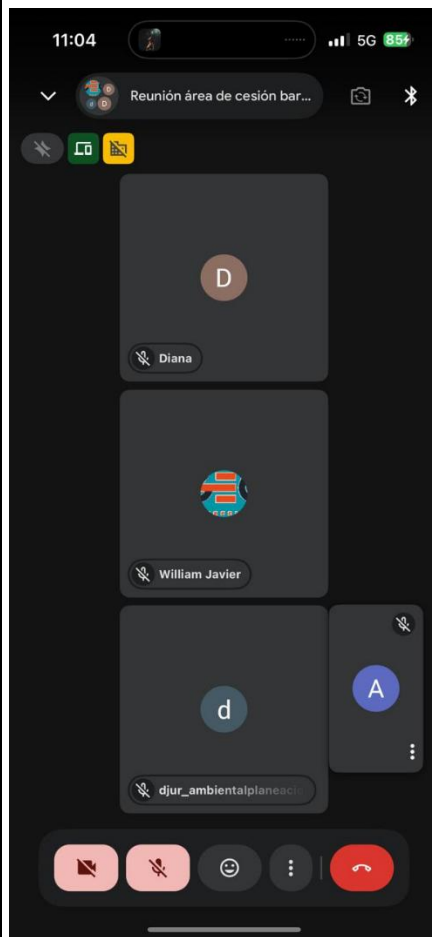 11:04
5G 85
Reunión área de cesión bar...
D
Diana
William Javier
d
A
djur_ambientalplaneacio